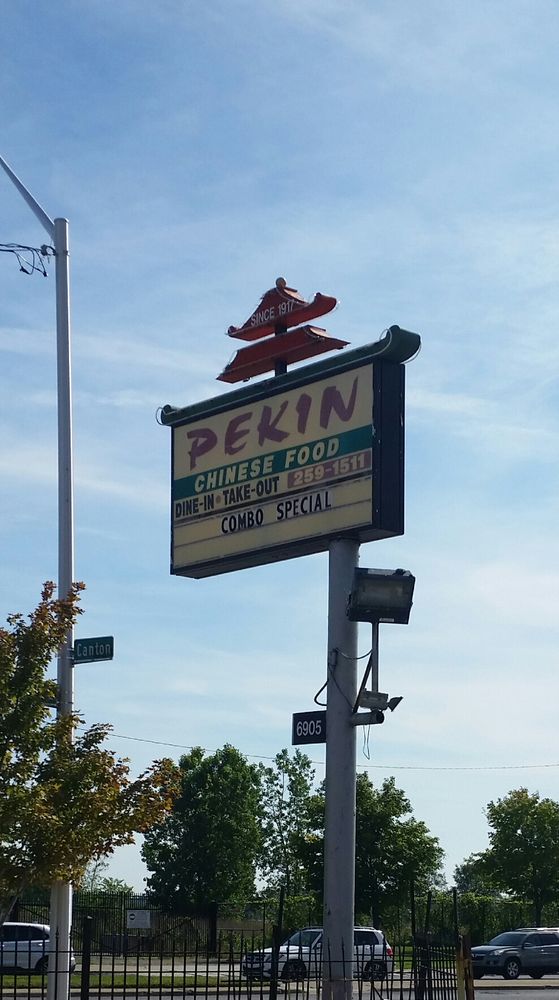 SINCE 1917
PEKIN
CHINESE FOOD
DINE-IN • TAKE-OUT 259-1511
COMBO SPECIAL
Canton
6905